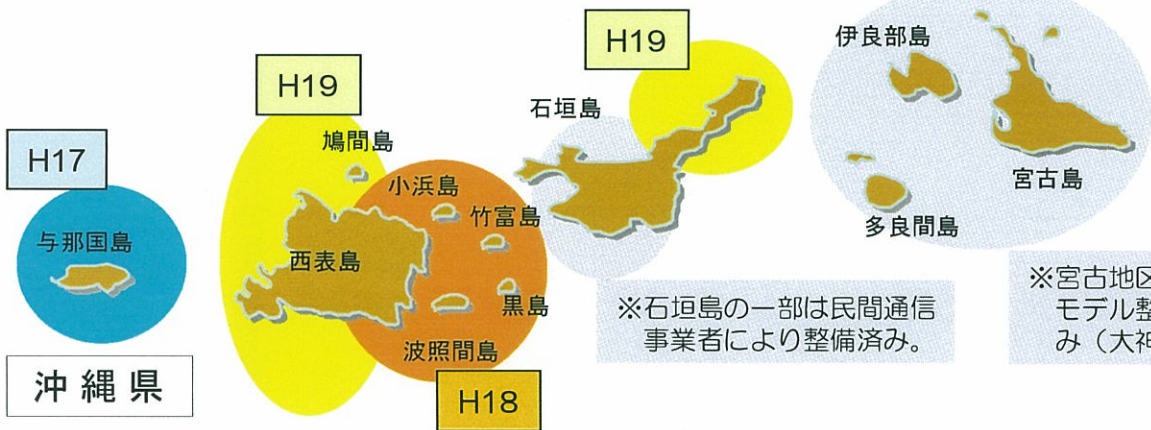 H19
伊良部島
H19
石垣島
鳩間島
H17
小浜島
竹富島
宮古島
与那国島
西表島
多良間島
黒島
※石垣島の一部は民間通信
事業者により整備済み。
※宮古地区
モデル整
み（大神
波照間島
沖縄県
H18